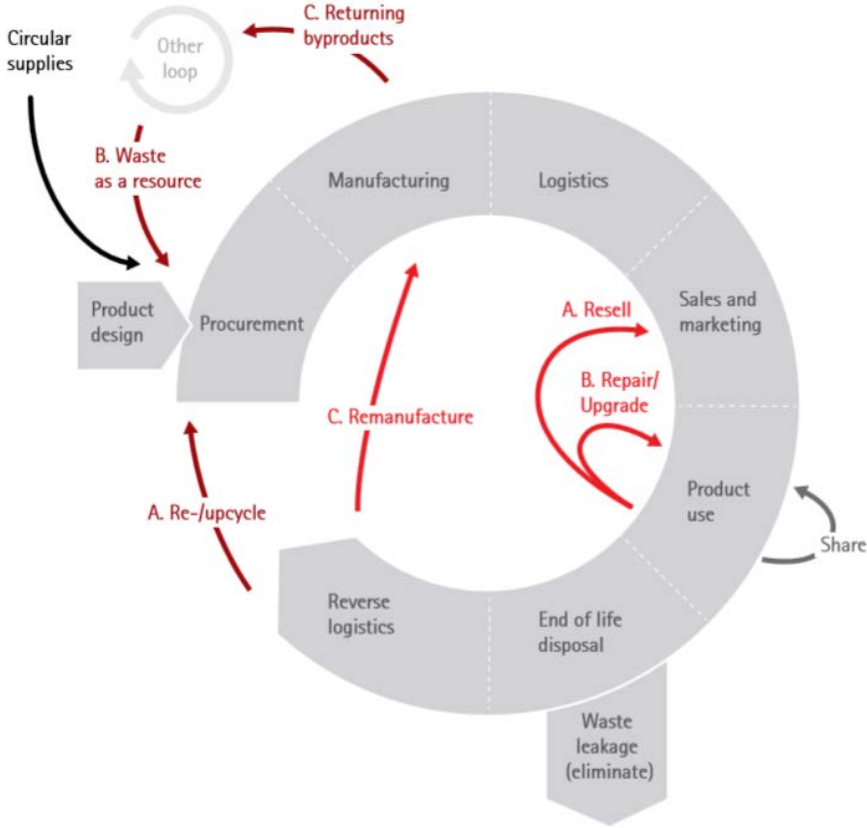 C. Returning
byproducts
Circular
supplies
Other
loop
B. Waste
as a resource
Manufacturing
Logistics
Product
design
Procurement
Sales and
marketing
A. Resell
B. Repair/
Upgrade
C. Remanufacture
A. Re-/upcycle
Product
use
Share
Reverse
logistics
End of life
disposal
Waste
leakage
(eliminate)